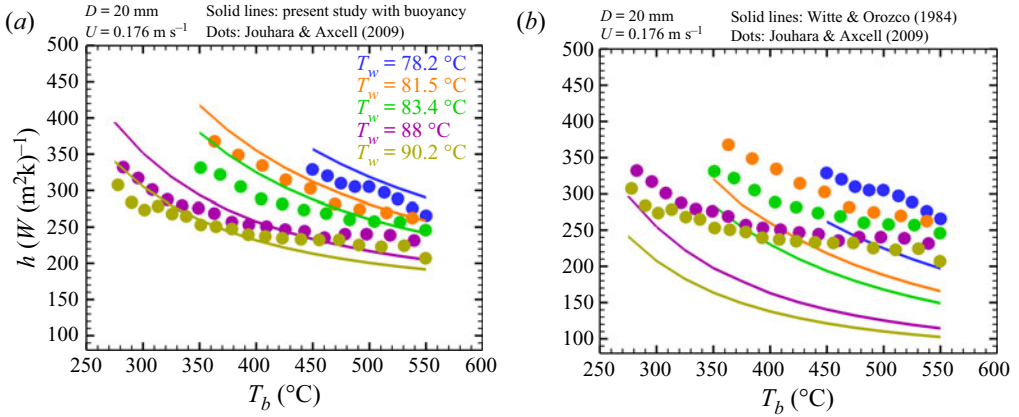 (a)
D = 20 mm
U = 0.176 m s⁻¹
Solid lines: present study with buoyancy
Dots: Jouhara & Axcell (2009)
500
450
400
350
300
250
200
150
100
h (W (m²k)⁻¹)
T_w = 78.2 °C
T_w = 81.5 °C
T_w = 83.4 °C
T_w = 88 °C
T_w = 90.2 °C
250 300 350 400 450 500 550 600
T_b (°C)
(b)
D = 20 mm
U = 0.176 m s⁻¹
Solid lines: Witte & Orozco (1984)
Dots: Jouhara & Axcell (2009)
500
450
400
350
300
250
200
150
100
250 300 350 400 450 500 550 600
T_b (°C)